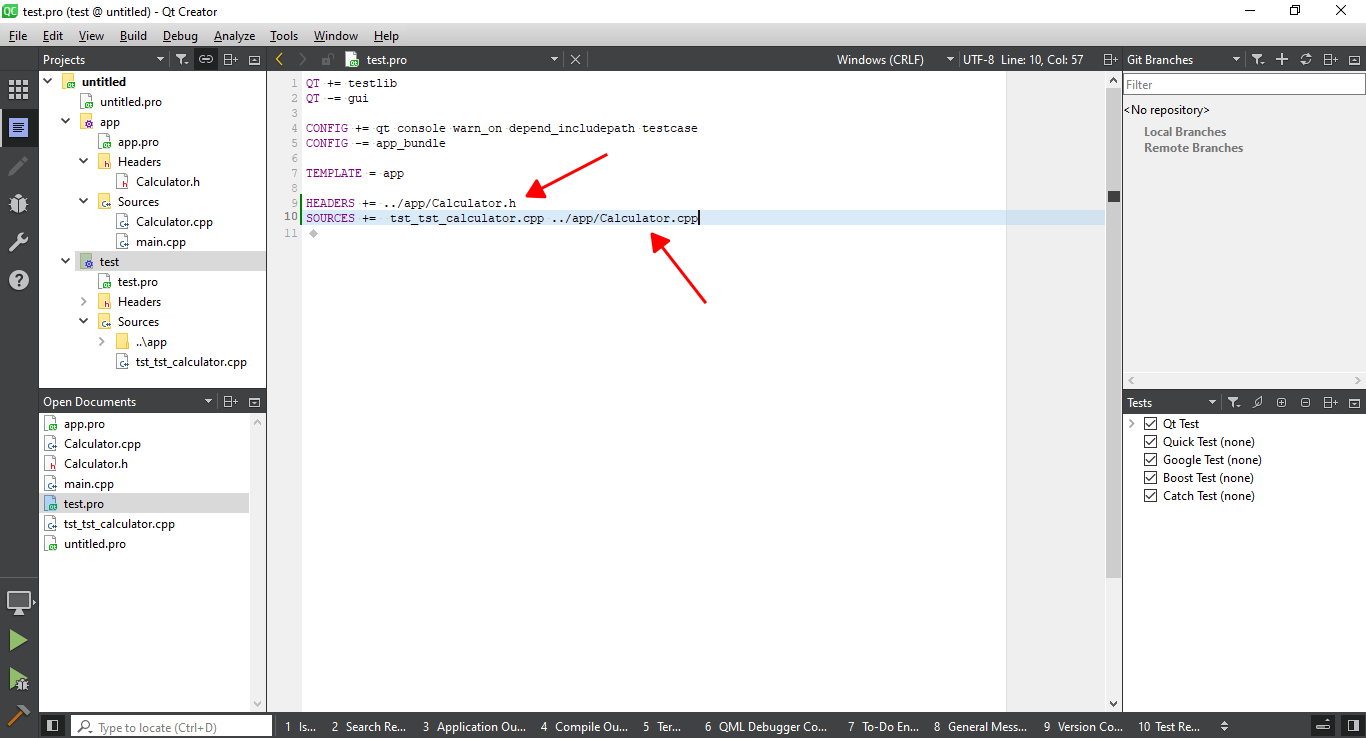 test.pro (test @ untitled) - Qt Creator
File Edit View Build Debug Analyze Tools Window Help
Projects
test.pro
Windows (CRLF)
UTF-8 Line: 10, Col: 57
Git Branches
untitled
untitled.pro
app
app.pro
Headers
Calculator.h
Sources
Calculator.cpp
main.cpp
test
test.pro
Headers
Sources
..\app
tst_tst_calculator.cpp
Open Documents
app.pro
Calculator.cpp
Calculator.h
main.cpp
test.pro
tst_tst_calculator.cpp
untitled.pro
1 QT += testlib
2 QT -= gui
3
4 CONFIG += qt console warn_on depend_includepath testcase
5 CONFIG -= app_bundle
6
7 TEMPLATE = app
8
9 HEADERS += ../app/Calculator.h
10 SOURCES +=  tst_tst_calculator.cpp ../app/Calculator.cpp
11
Filter
<No repository>
Local Branches
Remote Branches
Tests
Qt Test
Quick Test (none)
Google Test (none)
Boost Test (none)
Catch Test (none)
Type to locate (Ctrl+D)
1 Is... 2 Search Re... 3 Application Ou... 4 Compile Ou... 5 Ter... 6 QML Debugger Co... 7 To-Do En... 8 General Mess... 9 Version Co... 10 Test Re...